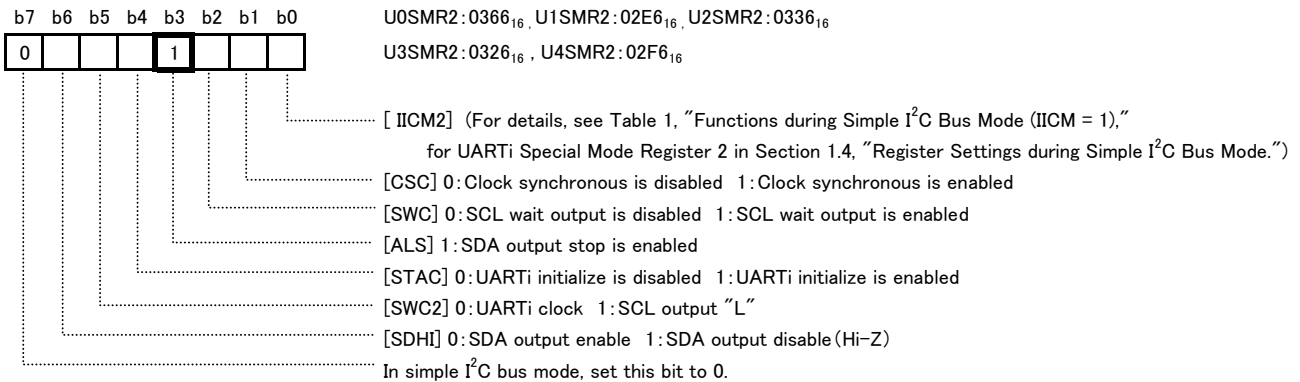 b7 b6 b5 b4 b3 b2 b1 b0 U0SMR2:0366₁₆, U1SMR2:02E6₁₆, U2SMR2:0336₁₆
0 1 U3SMR2:0326₁₆ , U4SMR2:02F6₁₆
[ IICM2] (For details, see Table 1, "Functions during Simple I²C Bus Mode (IICM = 1),"
for UARTi Special Mode Register 2 in Section 1.4, "Register Settings during Simple I²C Bus Mode.")
[CSC] 0:Clock synchronous is disabled 1:Clock synchronous is enabled
[SWC] 0:SCL wait output is disabled 1:SCL wait output is enabled
[ALS] 1:SDA output stop is enabled
[STAC] 0:UARTi initialize is disabled 1:UARTi initialize is enabled
[SWC2] 0:UARTi clock 1:SCL output "L"
[SDHI] 0:SDA output enable 1:SDA output disable(Hi-Z)
In simple I²C bus mode, set this bit to 0.